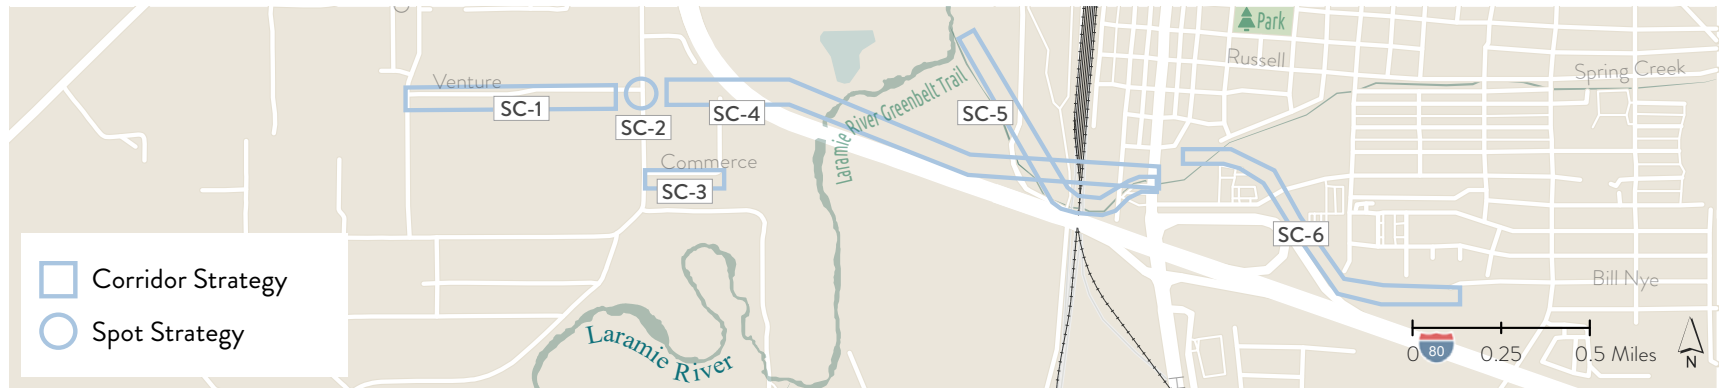 Park
Russell
Spring Creek
Venture
SC-1
SC-2
SC-4
Laramie River Greenbelt Trail
SC-5
Commerce
SC-3
SC-6
Bill Nye
Corridor Strategy
Spot Strategy
Laramie River
0
80
0.25
0.5 Miles
N